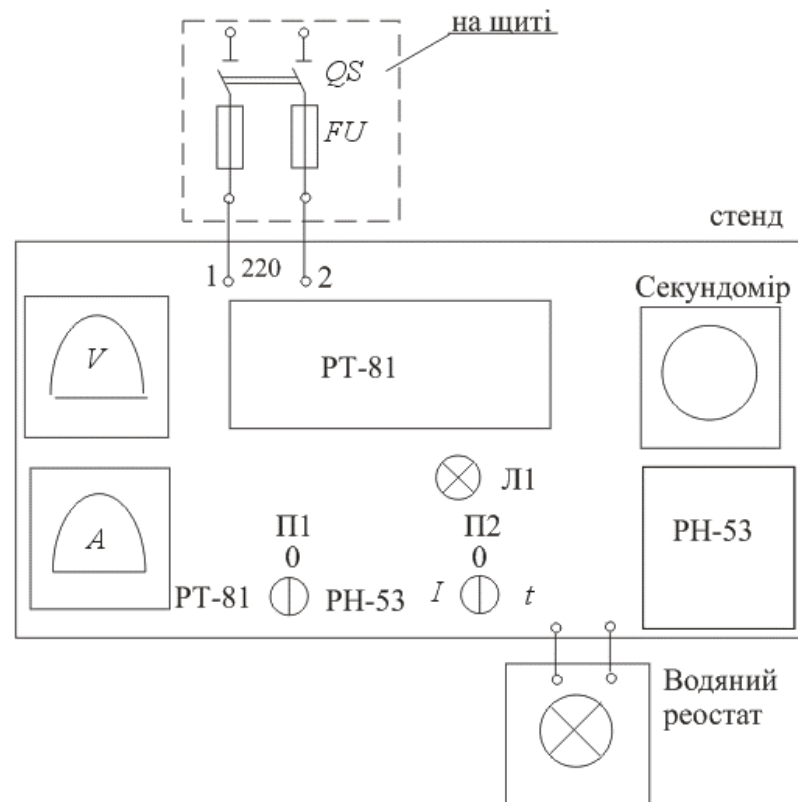 на щиті
QS
FU
стенд
1 220 2
Секундомір
V
РТ-81
Л1
A
П1 П2
РН-53
0 0
РТ-81 РН-53 I t
Водяний
реостат